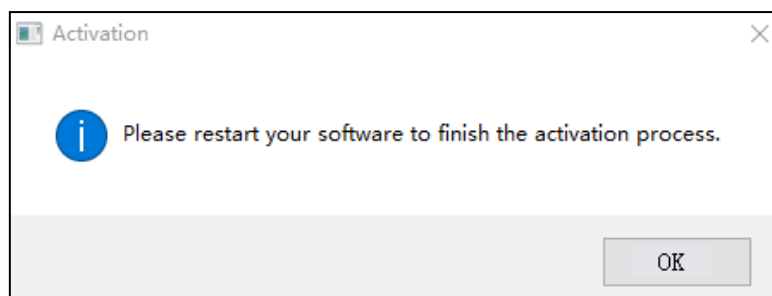 Activation
Please restart your software to finish the activation process.
OK